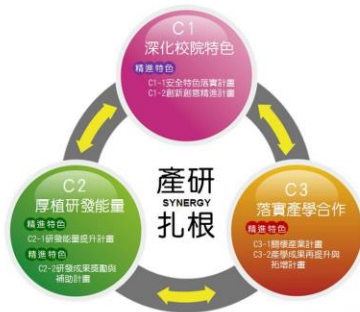 C1
深化校院特色
精進特色
C1-1安全特色落實計畫
C1-2創新創意精進計畫
C2
厚植研發能量
精進特色
C2-1研發能量提升計畫
精進特色
C2-2研發成果獎勵與
補助計畫
產研
SYNERGY
扎根
C3
落實產學合作
精進特色
C3-1關懷產業計畫
C3-2產學成果再提升與
拓增計畫